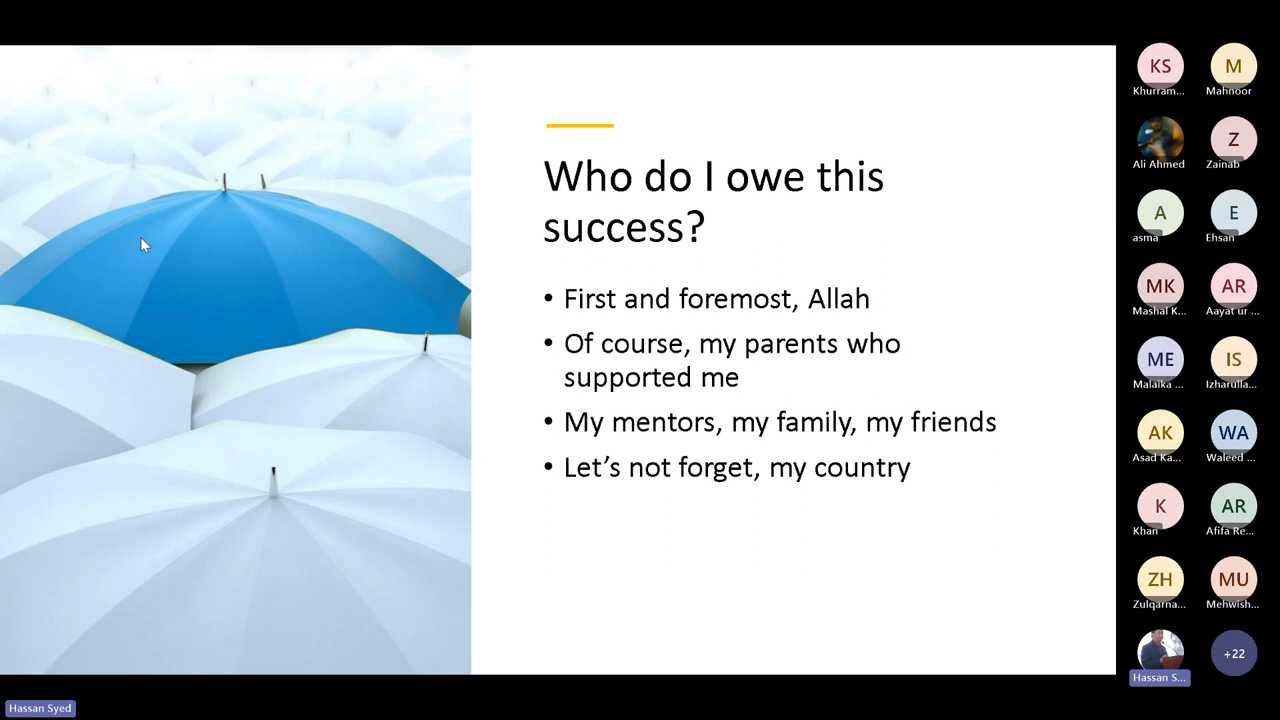 Who do I owe this
success?
• First and foremost, Allah
• Of course, my parents who
supported me
• My mentors, my family, my friends
• Let’s not forget, my country
KS
Khurram...
M
Mahnoor
Ali Ahmed
Z
Zainab
A
asma
E
Ehsan
MK
Mashal K...
AR
Aayat ur ...
ME
Malaika ...
IS
Izharulla...
AK
Asad Ka...
WA
Waleed ...
K
Khan
AR
Afifa Re...
ZH
Zulqarna...
MU
Mehwish...
Hassan S...
+22
Hassan Syed